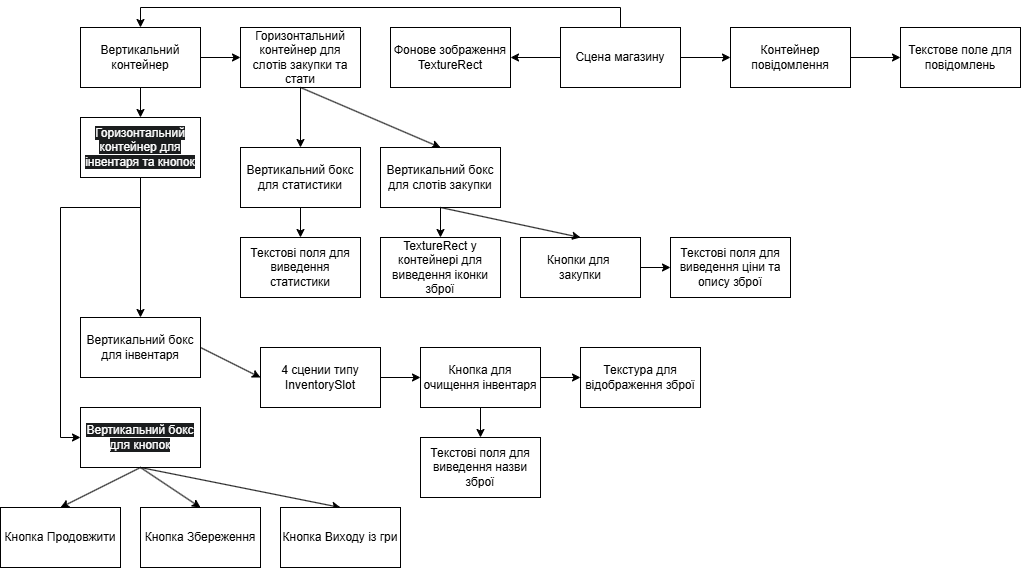 Вертикальний
контейнер
Горизонтальний
контейнер для
слотів закупки та
стати
Фонове зображення
TextureRect
Сцена магазину
Контейнер
повідомлення
Текстове поле для
повідомлень
Горизонтальний
контейнер для
інвентаря та кнопок
Вертикальний бокс
для статистики
Вертикальний бокс
для слотів закупки
Текстові поля для
виведення
статистики
TextureRect у
контейнері для
виведення іконки
зброї
Кнопки для
закупки
Текстові поля для
виведення ціни та
опису зброї
Вертикальний бокс
для інвентаря
4 сцении типу
InventorySlot
Кнопка для
очищення інвентаря
Текстура для
відображення зброї
Вертикальний бокс
для кнопок
Текстові поля для
виведення назви
зброї
Кнопка Продовжити
Кнопка Збереження
Кнопка Виходу із гри